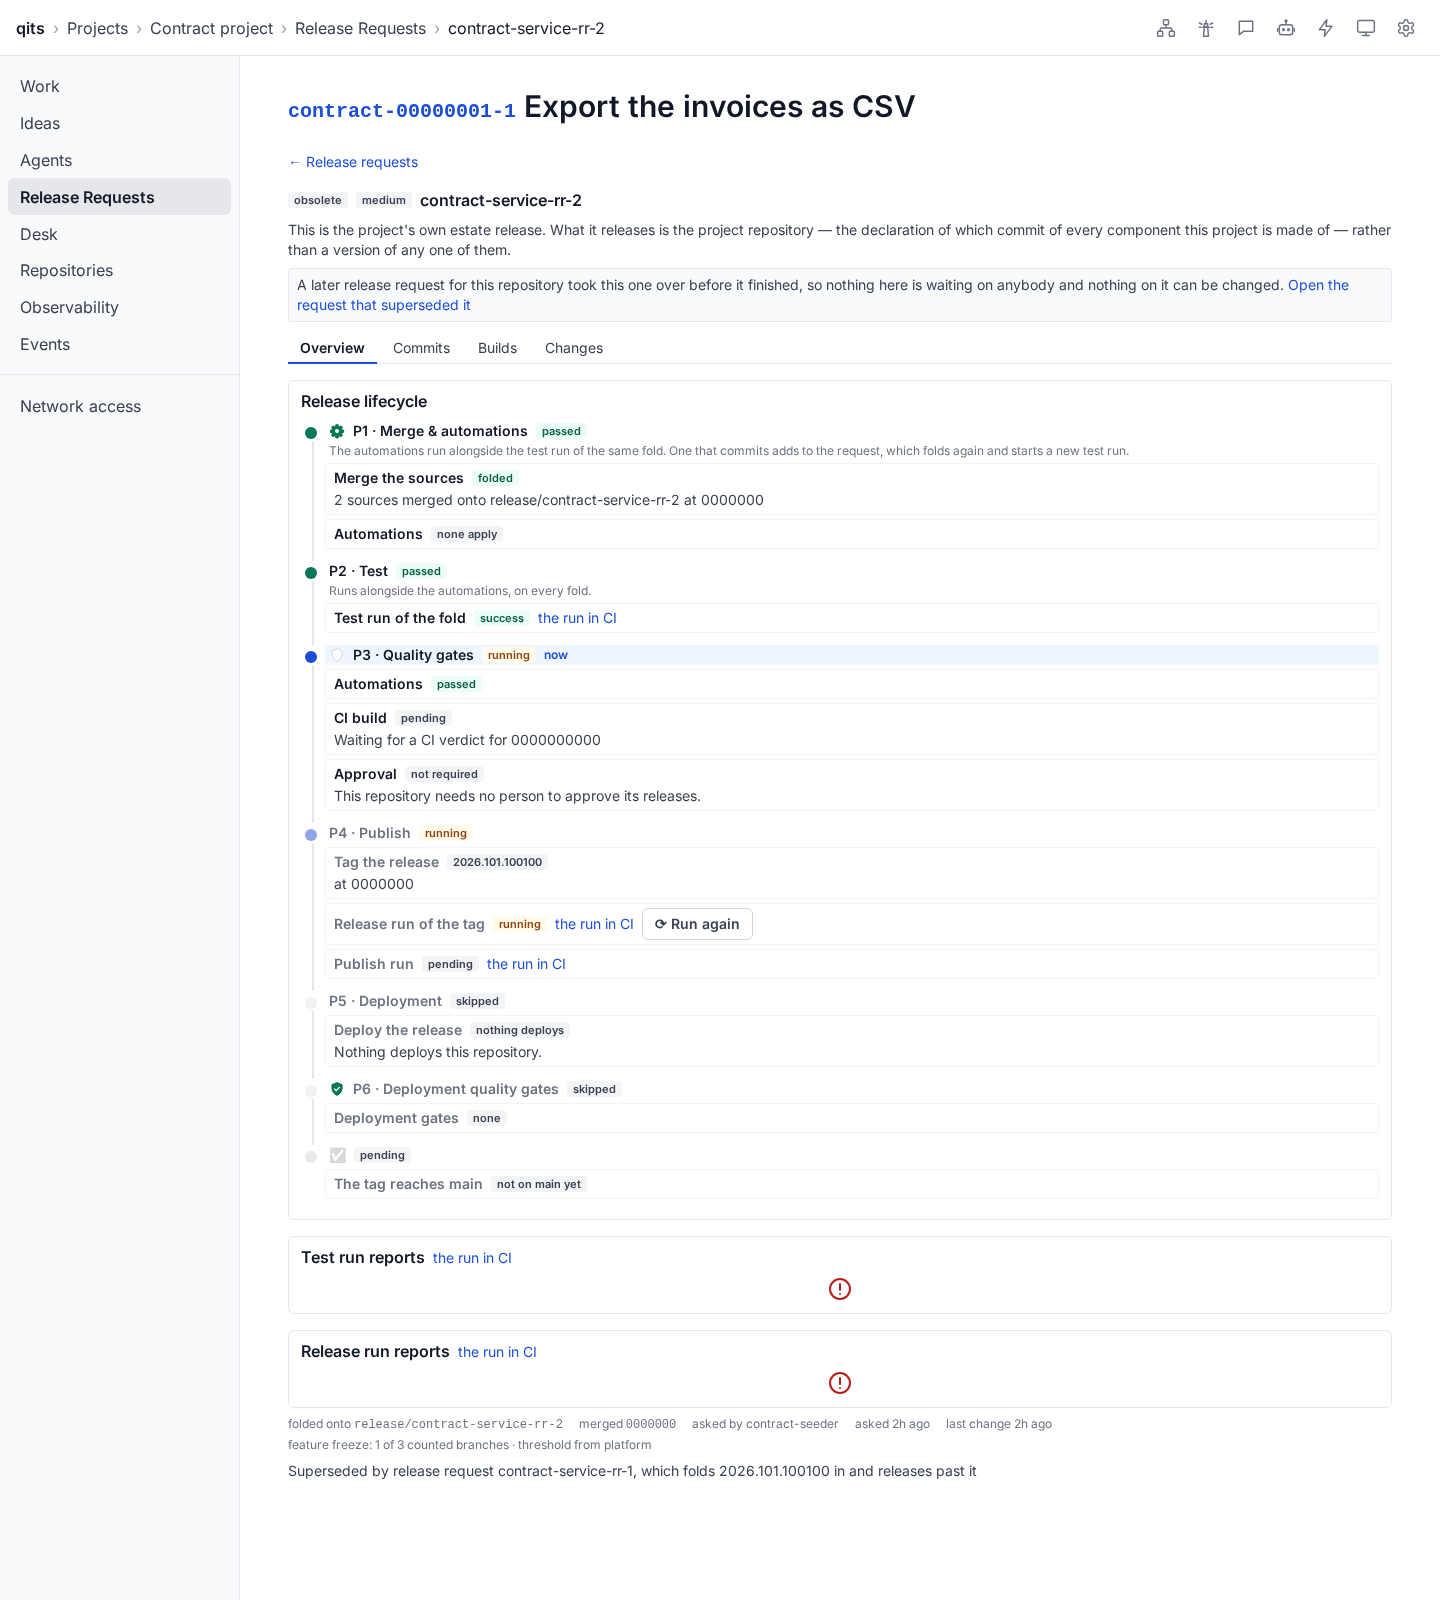 qits › Projects › Contract project › Release Requests › contract-service-rr-2
Work
Ideas
Agents
Release Requests
Desk
Repositories
Observability
Events
Network access
contract-00000001-1 Export the invoices as CSV
← Release requests
obsolete medium contract-service-rr-2
This is the project's own estate release. What it releases is the project repository — the declaration of which commit of every component this project is made of — rather
than a version of any one of them.
A later release request for this repository took this one over before it finished, so nothing here is waiting on anybody and nothing on it can be changed. Open the
request that superseded it
Overview Commits Builds Changes
Release lifecycle
P1 · Merge & automations passed
The automations run alongside the test run of the same fold. One that commits adds to the request, which folds again and starts a new test run.
Merge the sources folded
2 sources merged onto release/contract-service-rr-2 at 0000000
Automations none apply
P2 · Test passed
Runs alongside the automations, on every fold.
Test run of the fold success the run in CI
P3 · Quality gates running now
Automations passed
CI build pending
Waiting for a CI verdict for 0000000000
Approval not required
This repository needs no person to approve its releases.
P4 · Publish running
Tag the release 2026.101.100100
at 0000000
Release run of the tag running the run in CI ⟳ Run again
Publish run pending the run in CI
P5 · Deployment skipped
Deploy the release nothing deploys
Nothing deploys this repository.
P6 · Deployment quality gates skipped
Deployment gates none
☑ pending
The tag reaches main not on main yet
Test run reports the run in CI
Release run reports the run in CI
folded onto release/contract-service-rr-2 merged 0000000 asked by contract-seeder asked 2h ago last change 2h ago
feature freeze: 1 of 3 counted branches · threshold from platform
Superseded by release request contract-service-rr-1, which folds 2026.101.100100 in and releases past it